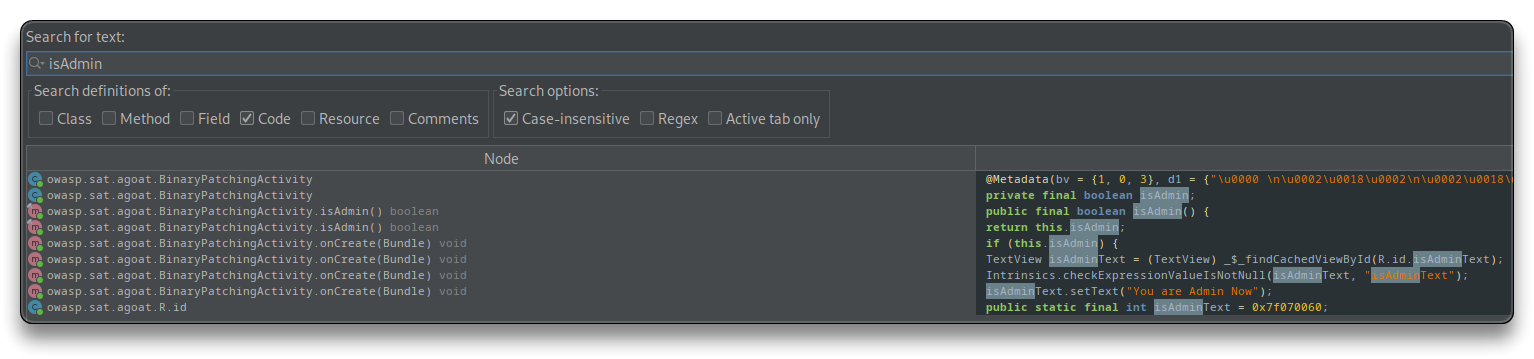 Search for text:
isAdmin
Search definitions of: Search options:
Class Method Field Code Resource Comments Case-insensitive Regex Active tab only
Node
owasp.sat.agoat.BinaryPatchingActivity @Metadata(bv = {1, 0, 3}, d1 = {"\u0000 \n\u0002\u0018\u0002\n\u0002\u0018\
owasp.sat.agoat.BinaryPatchingActivity private final boolean isAdmin;
owasp.sat.agoat.BinaryPatchingActivity.isAdmin() boolean public final boolean isAdmin() {
owasp.sat.agoat.BinaryPatchingActivity.isAdmin() boolean return this.isAdmin;
owasp.sat.agoat.BinaryPatchingActivity.onCreate(Bundle) void if (this.isAdmin) {
owasp.sat.agoat.BinaryPatchingActivity.onCreate(Bundle) void TextView isAdminText = (TextView) _$_findCachedViewById(R.id.isAdminText);
owasp.sat.agoat.BinaryPatchingActivity.onCreate(Bundle) void Intrinsics.checkExpressionValueIsNotNull(isAdminText, "isAdminText");
owasp.sat.agoat.BinaryPatchingActivity.onCreate(Bundle) void isAdminText.setText("You are Admin Now");
owasp.sat.agoat.R.id public static final int isAdminText = 0x7f070060;